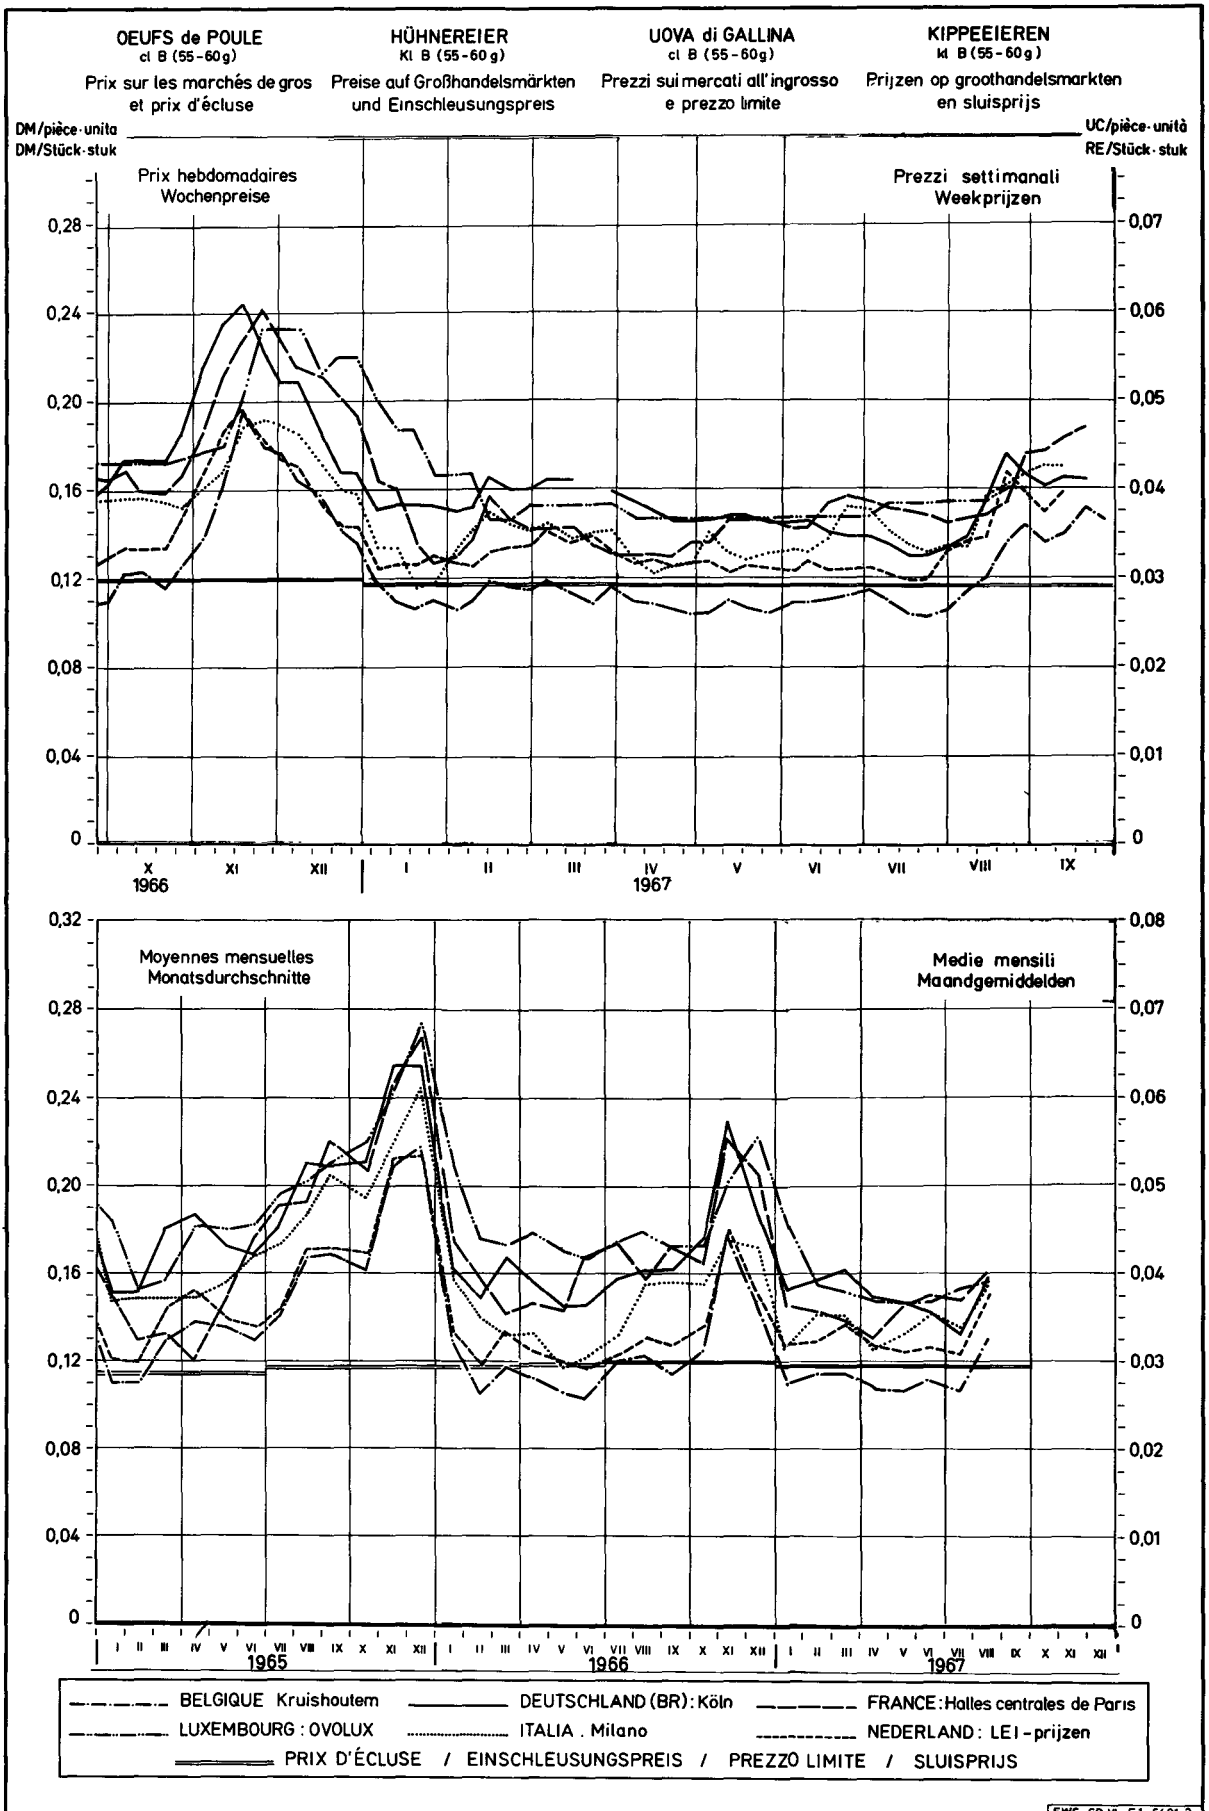 OEUFS de POULE
cl B (55-60g)
Prix sur les marchés de gros
et prix d'écluse
HÜHNEREIER
Kl B (55-60g)
Preise auf Großhandelsmärkten
und Einschleusungspreis
UOVA di GALLINA
cl B (55-60g)
Prezzi sui mercati all'ingrosso
e prezzo limite
KIPPEEIEREN
kl B (55-60g)
Prijzen op groothandelsmarkten
en sluisprijs
DM/pièce·unità
DM/Stück·stuk
UC/pièce·unità
RE/Stück·stuk
Prix hebdomadaires
Wochenpreise
Prezzi settimanali
Weekprijzen
0,28
0,24
0,20
0,16
0,12
0,08
0,04
0
0,07
0,06
0,05
0,04
0,03
0,02
0,01
0
X XI XII I II III IV V VI VII VIII IX
1966 1967
Moyennes mensuelles
Monatsdurchschnitte
Medie mensili
Maandgemiddelden
0,32
0,28
0,24
0,20
0,16
0,12
0,08
0,04
0
0,08
0,07
0,06
0,05
0,04
0,03
0,02
0,01
0
I II III IV V VI VII VIII IX X XI XII I II III IV V VI VII VIII IX X XI XII I II III IV V VI VII VIII IX X XI XII
1965 1966 1967
BELGIQUE Kruishoutem
DEUTSCHLAND (BR): Köln
FRANCE: Halles centrales de Paris
LUXEMBOURG : OVOLUX
ITALIA . Milano
NEDERLAND : LEI-prijzen
PRIX D'ÉCLUSE / EINSCHLEUSUNGSPREIS / PREZZO LIMITE / SLUISPRIJS